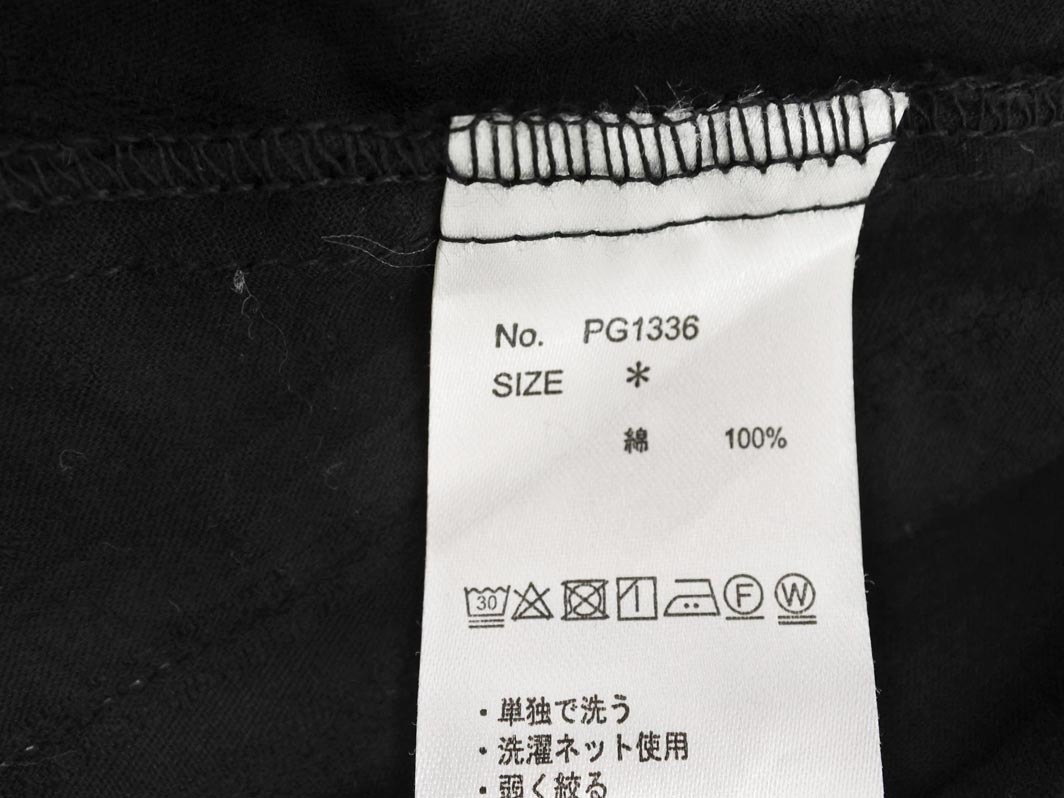 No. PG1336
SIZE *
綿 100%
30 F W
・単独で洗う
・洗濯ネット使用
・弱く絞る